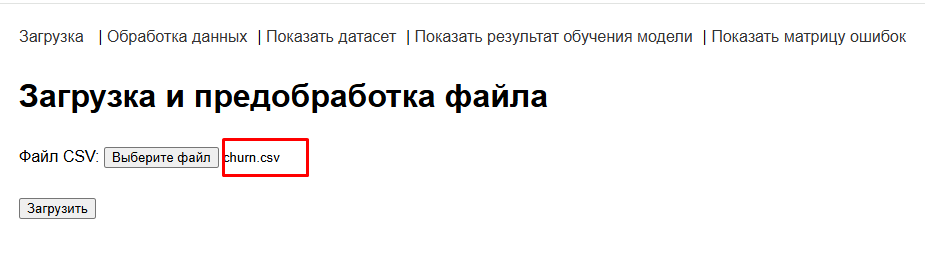 Загрузка | Обработка данных | Показать датасет | Показать результат обучения модели | Показать матрицу ошибок
Загрузка и предобработка файла
Файл CSV: Выберите файл churn.csv
Загрузить